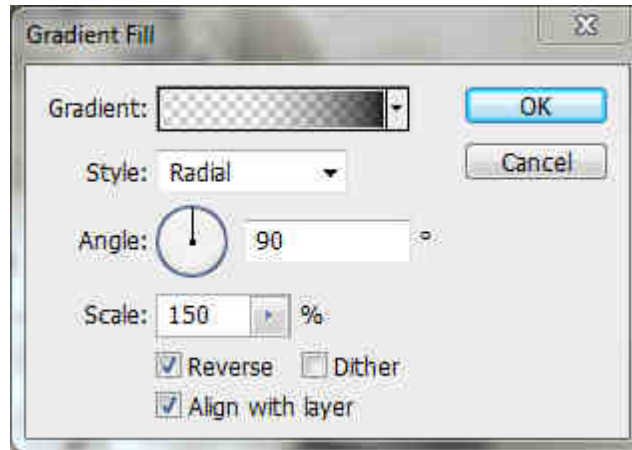 Gradient Fill
Gradient: OK
Style: Radial Cancel
Angle: 90 °
Scale: 150 %
Reverse Dither
Align with layer